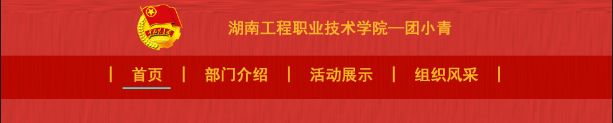 湖南工程职业技术学院—团小青
| 首页 | 部门介绍 | 活动展示 | 组织风采 |